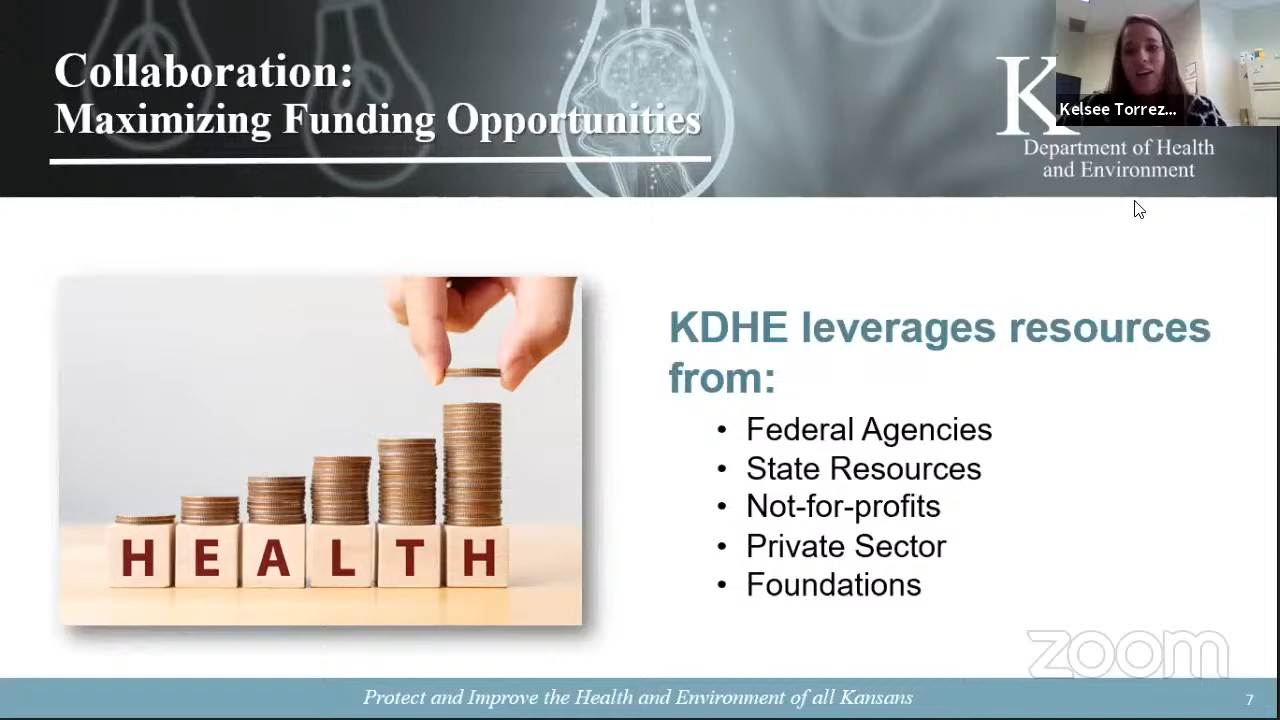 Collaboration:
Maximizing Funding Opportunities
K
Kelsee Torrez...
Department of Health
and Environment
KDHE leverages resources
from:
• Federal Agencies
• State Resources
• Not-for-profits
• Private Sector
• Foundations
HEALTH
zoom
Protect and Improve the Health and Environment of all Kansans
7